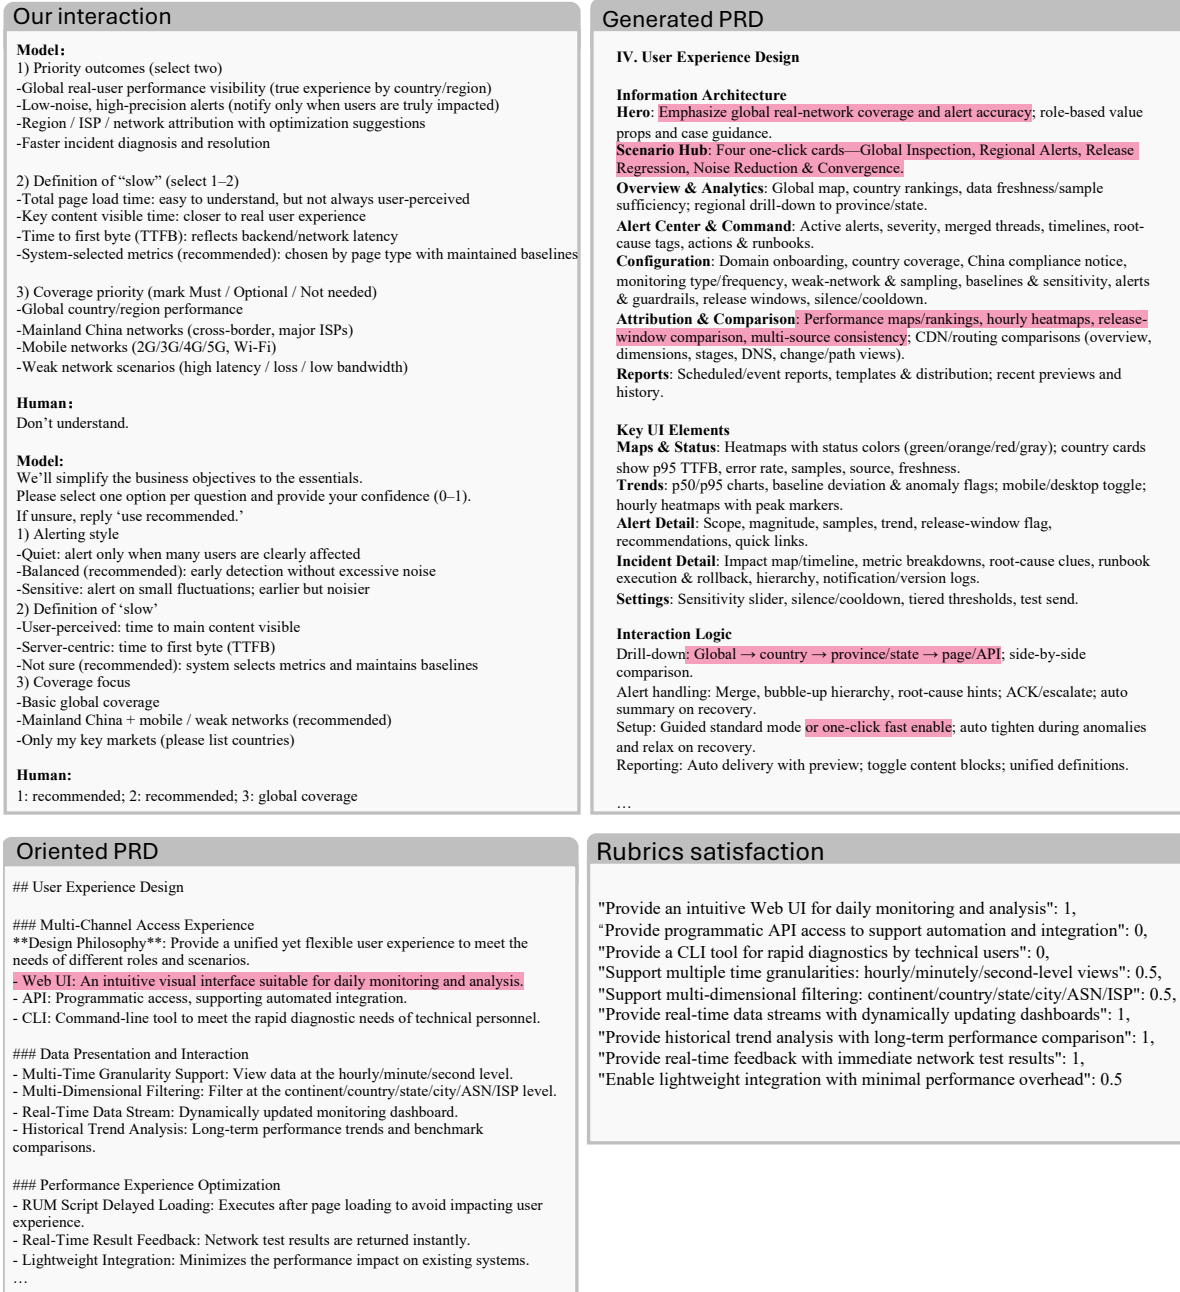 Our interaction
Model:
1) Priority outcomes (select two)
-Global real-user performance visibility (true experience by country/region)
-Low-noise, high-precision alerts (notify only when users are truly impacted)
-Region / ISP / network attribution with optimization suggestions
-Faster incident diagnosis and resolution
2) Definition of “slow” (select 1–2)
-Total page load time: easy to understand, but not always user-perceived
-Key content visible time: closer to real user experience
-Time to first byte (TTFB): reflects backend/network latency
-System-selected metrics (recommended): chosen by page type with maintained baselines
3) Coverage priority (mark Must / Optional / Not needed)
-Global country/region performance
-Mainland China networks (cross-border, major ISPs)
-Mobile networks (2G/3G/4G/5G, Wi-Fi)
-Weak network scenarios (high latency / loss / low bandwidth)
Human:
Don’t understand.
Model:
We’ll simplify the business objectives to the essentials.
Please select one option per question and provide your confidence (0–1).
If unsure, reply ‘use recommended.’
1) Alerting style
-Quiet: alert only when many users are clearly affected
-Balanced (recommended): early detection without excessive noise
-Sensitive: alert on small fluctuations; earlier but noisier
2) Definition of ‘slow’
-User-perceived: time to main content visible
-Server-centric: time to first byte (TTFB)
-Not sure (recommended): system selects metrics and maintains baselines
3) Coverage focus
-Basic global coverage
-Mainland China + mobile / weak networks (recommended)
-Only my key markets (please list countries)
Human:
1: recommended; 2: recommended; 3: global coverage
Generated PRD
IV. User Experience Design
Information Architecture
Hero: Emphasize global real-network coverage and alert accuracy; role-based value
props and case guidance.
Scenario Hub: Four one-click cards—Global Inspection, Regional Alerts, Release
Regression, Noise Reduction & Convergence.
Overview & Analytics: Global map, country rankings, data freshness/sample
sufficiency; regional drill-down to province/state.
Alert Center & Command: Active alerts, severity, merged threads, timelines, root-
cause tags, actions & runbooks.
Configuration: Domain onboarding, country coverage, China compliance notice,
monitoring type/frequency, weak-network & sampling, baselines & sensitivity, alerts
& guardrails, release windows, silence/cooldown.
Attribution & Comparison: Performance maps/rankings, hourly heatmaps, release-
window comparison, multi-source consistency; CDN/routing comparisons (overview,
dimensions, stages, DNS, change/path views).
Reports: Scheduled/event reports, templates & distribution; recent previews and
history.
Key UI Elements
Maps & Status: Heatmaps with status colors (green/orange/red/gray); country cards
show p95 TTFB, error rate, samples, source, freshness.
Trends: p50/p95 charts, baseline deviation & anomaly flags; mobile/desktop toggle;
hourly heatmaps with peak markers.
Alert Detail: Scope, magnitude, samples, trend, release-window flag,
recommendations, quick links.
Incident Detail: Impact map/timeline, metric breakdowns, root-cause clues, runbook
execution & rollback, hierarchy, notification/version logs.
Settings: Sensitivity slider, silence/cooldown, tiered thresholds, test send.
Interaction Logic
Drill-down: Global → country → province/state → page/API; side-by-side
comparison.
Alert handling: Merge, bubble-up hierarchy, root-cause hints; ACK/escalate; auto
summary on recovery.
Setup: Guided standard mode or one-click fast enable; auto tighten during anomalies
and relax on recovery.
Reporting: Auto delivery with preview; toggle content blocks; unified definitions.
…
Oriented PRD
## User Experience Design
### Multi-Channel Access Experience
**Design Philosophy**: Provide a unified yet flexible user experience to meet the
needs of different roles and scenarios.
- Web UI: An intuitive visual interface suitable for daily monitoring and analysis.
- API: Programmatic access, supporting automated integration.
- CLI: Command-line tool to meet the rapid diagnostic needs of technical personnel.
### Data Presentation and Interaction
- Multi-Time Granularity Support: View data at the hourly/minute/second level.
- Multi-Dimensional Filtering: Filter at the continent/country/state/city/ASN/ISP level.
- Real-Time Data Stream: Dynamically updated monitoring dashboard.
- Historical Trend Analysis: Long-term performance trends and benchmark
comparisons.
### Performance Experience Optimization
- RUM Script Delayed Loading: Executes after page loading to avoid impacting user
experience.
- Real-Time Result Feedback: Network test results are returned instantly.
- Lightweight Integration: Minimizes the performance impact on existing systems.
…
Rubrics satisfaction
"Provide an intuitive Web UI for daily monitoring and analysis": 1,
“Provide programmatic API access to support automation and integration": 0,
"Provide a CLI tool for rapid diagnostics by technical users": 0,
"Support multiple time granularities: hourly/minutely/second-level views": 0.5,
"Support multi-dimensional filtering: continent/country/state/city/ASN/ISP": 0.5,
"Provide real-time data streams with dynamically updating dashboards": 1,
"Provide historical trend analysis with long-term performance comparison": 1,
"Provide real-time feedback with immediate network test results": 1,
"Enable lightweight integration with minimal performance overhead": 0.5